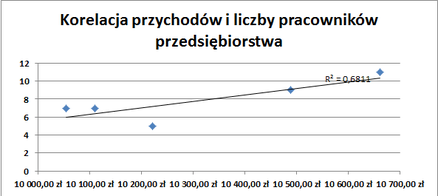 Korelacja przychodów i liczby pracowników
przedsiębiorstwa
12
10
8
6
4
2
0
R² = 0,6811
10 000,00 zł 10 100,00 zł 10 200,00 zł 10 300,00 zł 10 400,00 zł 10 500,00 zł 10 600,00 zł 10 700,00 zł